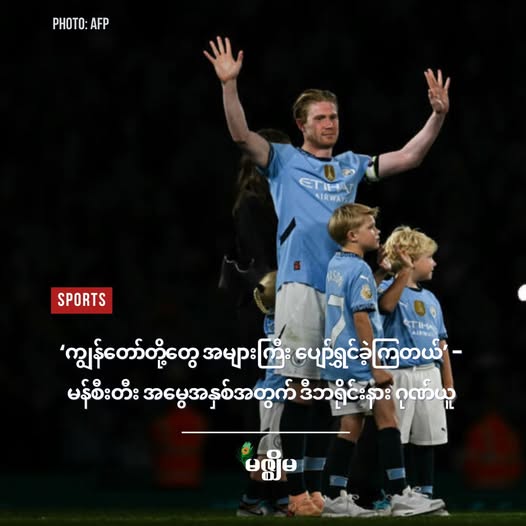 PHOTO: AFP
ETIHAD
AIRWAYS
SPORTS
‘ကျွန်တော်တို့တွေ အများကြီး ပျော်ရွှင်ခဲ့ကြတယ်’ –
မန်စီးတီး အမွေအနှစ်အတွက် ဒီဘရိုင်းနား ဂုဏ်ယူ
မဇ္ဈိမ